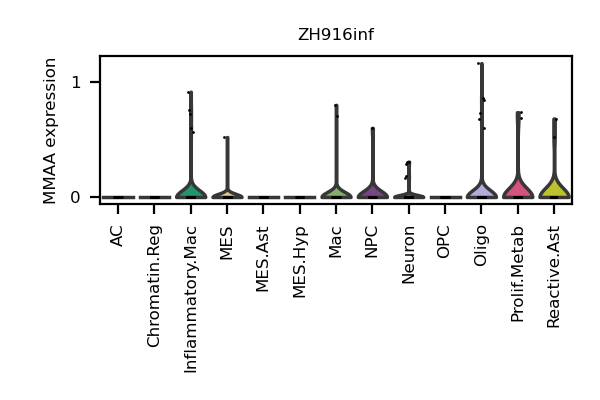 ZH916inf
MMAA expression
1
0
AC
Chromatin.Reg
Inflammatory.Mac
MES
MES.Ast
MES.Hyp
Mac
NPC
Neuron
OPC
Oligo
Prolif.Metab
Reactive.Ast